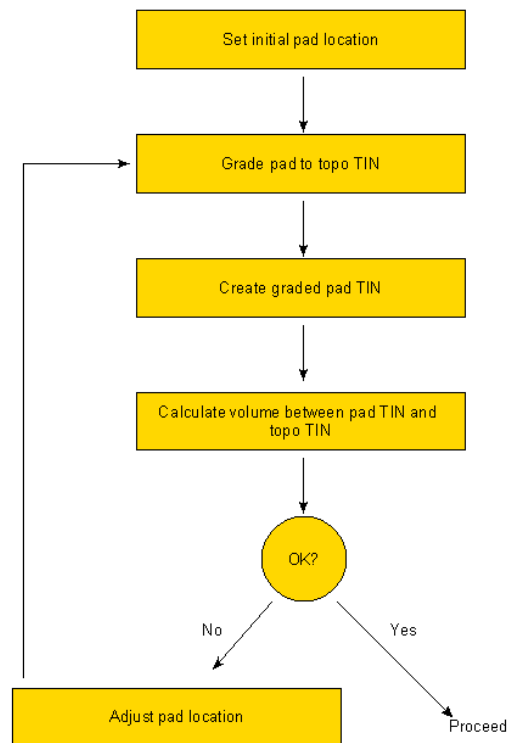 Set initial pad location
Grade pad to topo TIN
Create graded pad TIN
Calculate volume between pad TIN and
topo TIN
OK?
No
Yes
Adjust pad location
Proceed